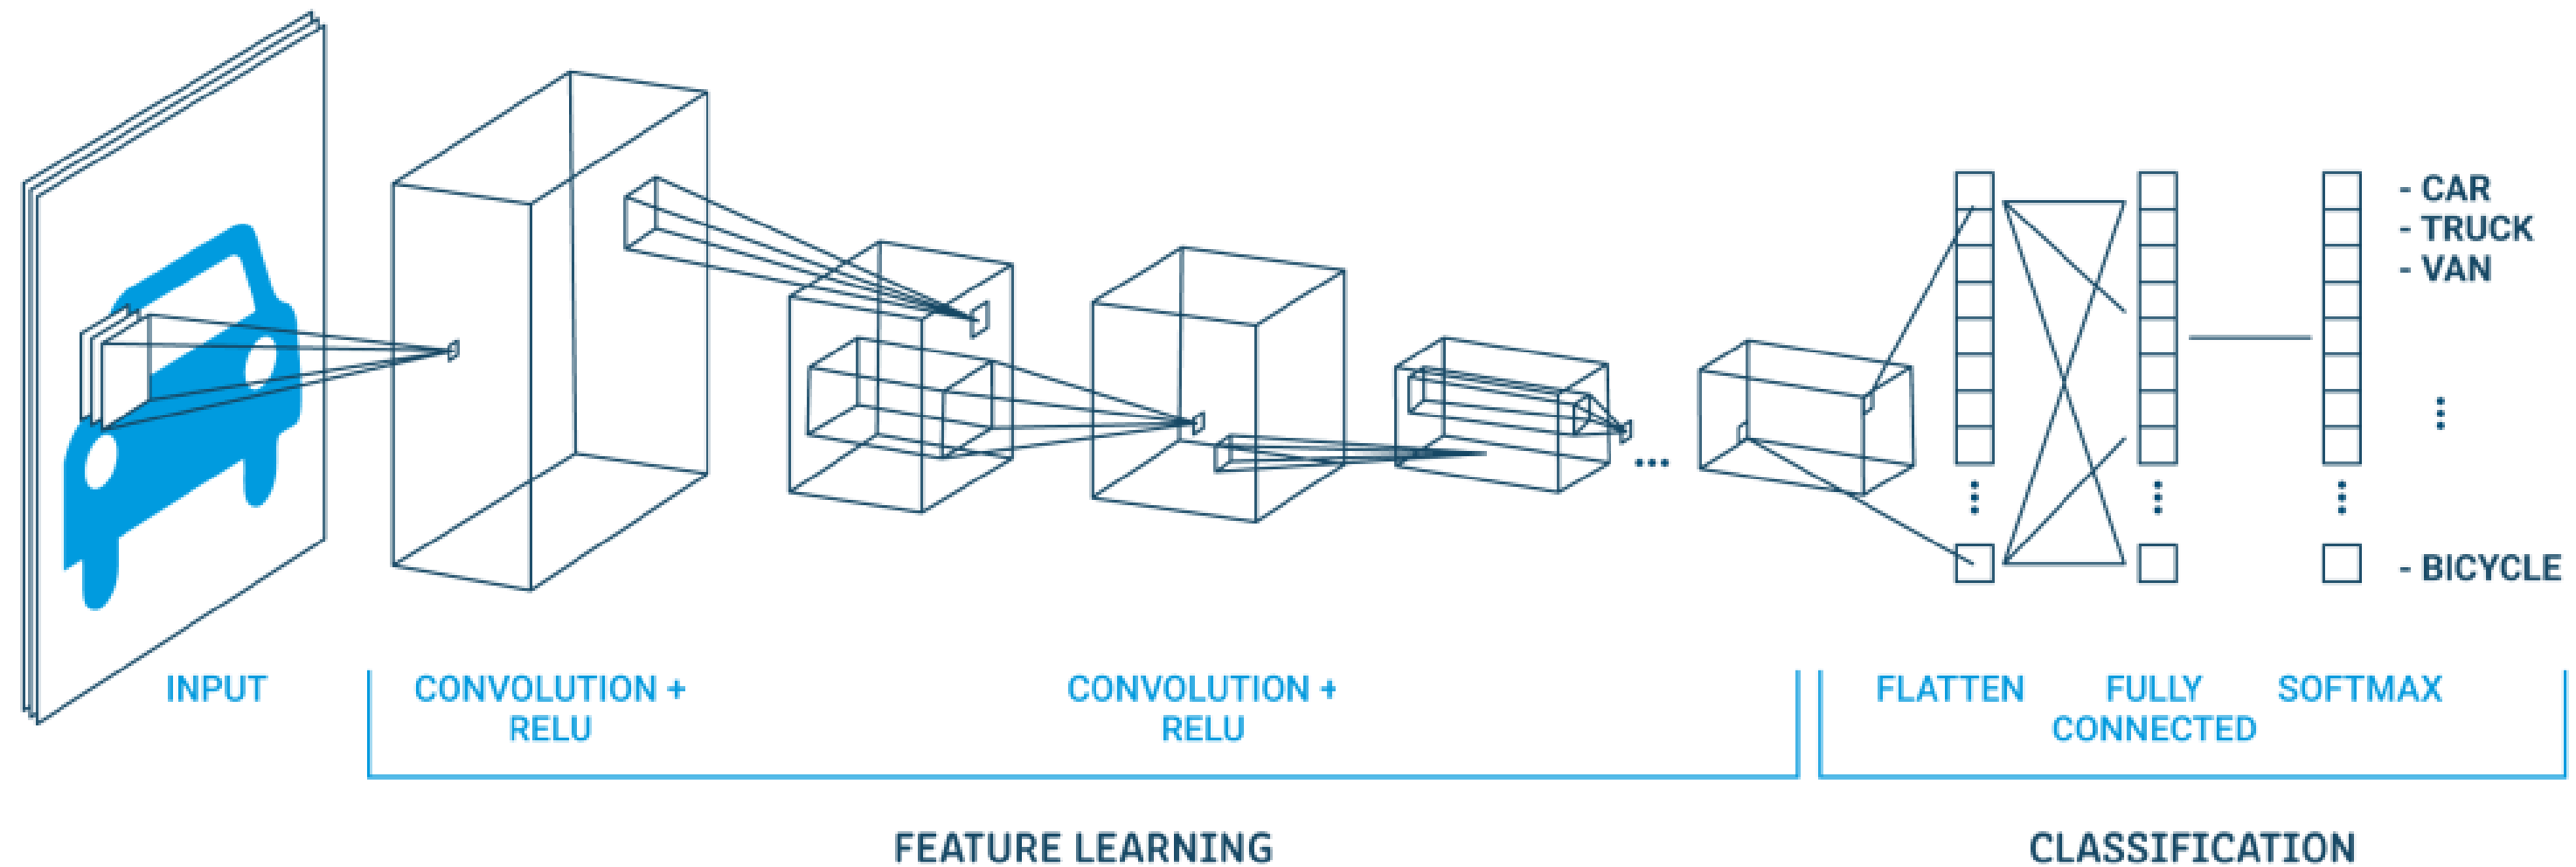 - CAR
- TRUCK
- VAN
- BICYCLE
INPUT
CONVOLUTION +
RELU
CONVOLUTION +
RELU
FLATTEN
FULLY
CONNECTED
SOFTMAX
FEATURE LEARNING
CLASSIFICATION